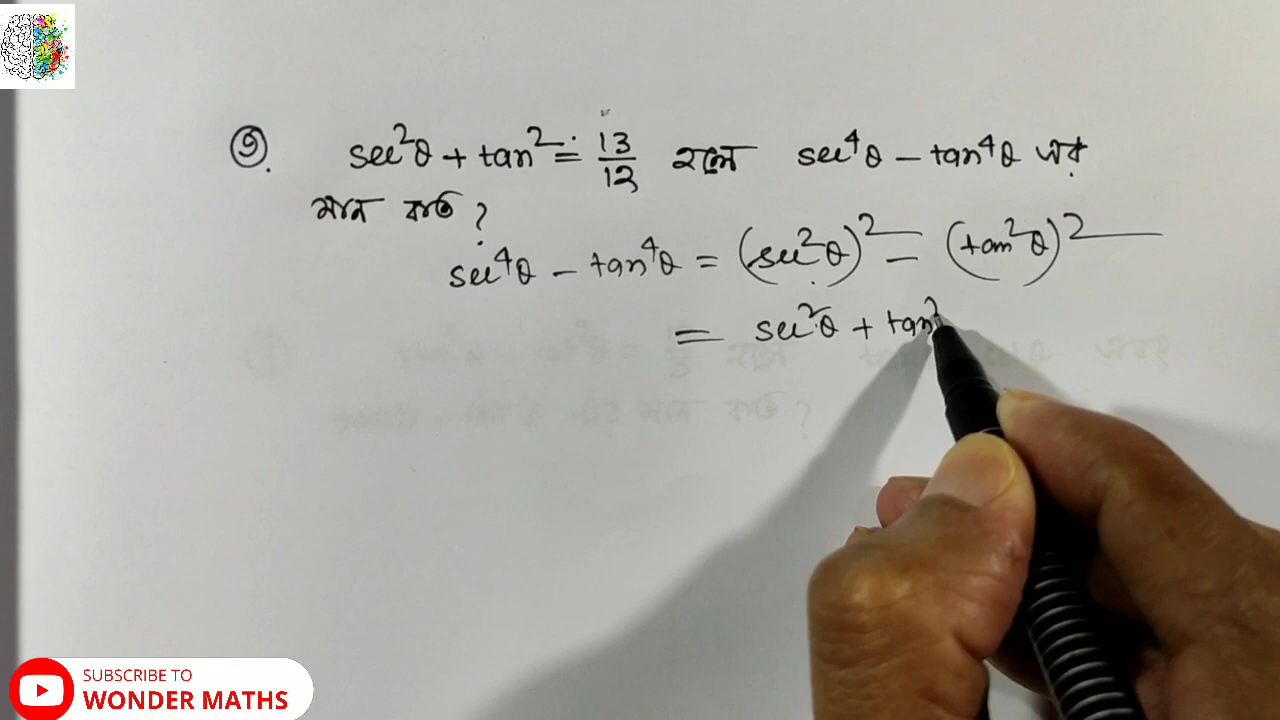 ৩. sec²θ + tan² = 13/12 হলে sec⁴θ − tan⁴θ এর
মান কত ?
sec⁴θ − tan⁴θ = (sec²θ)² − (tan²θ)²
= sec²θ + tan²
SUBSCRIBE TO
WONDER MATHS